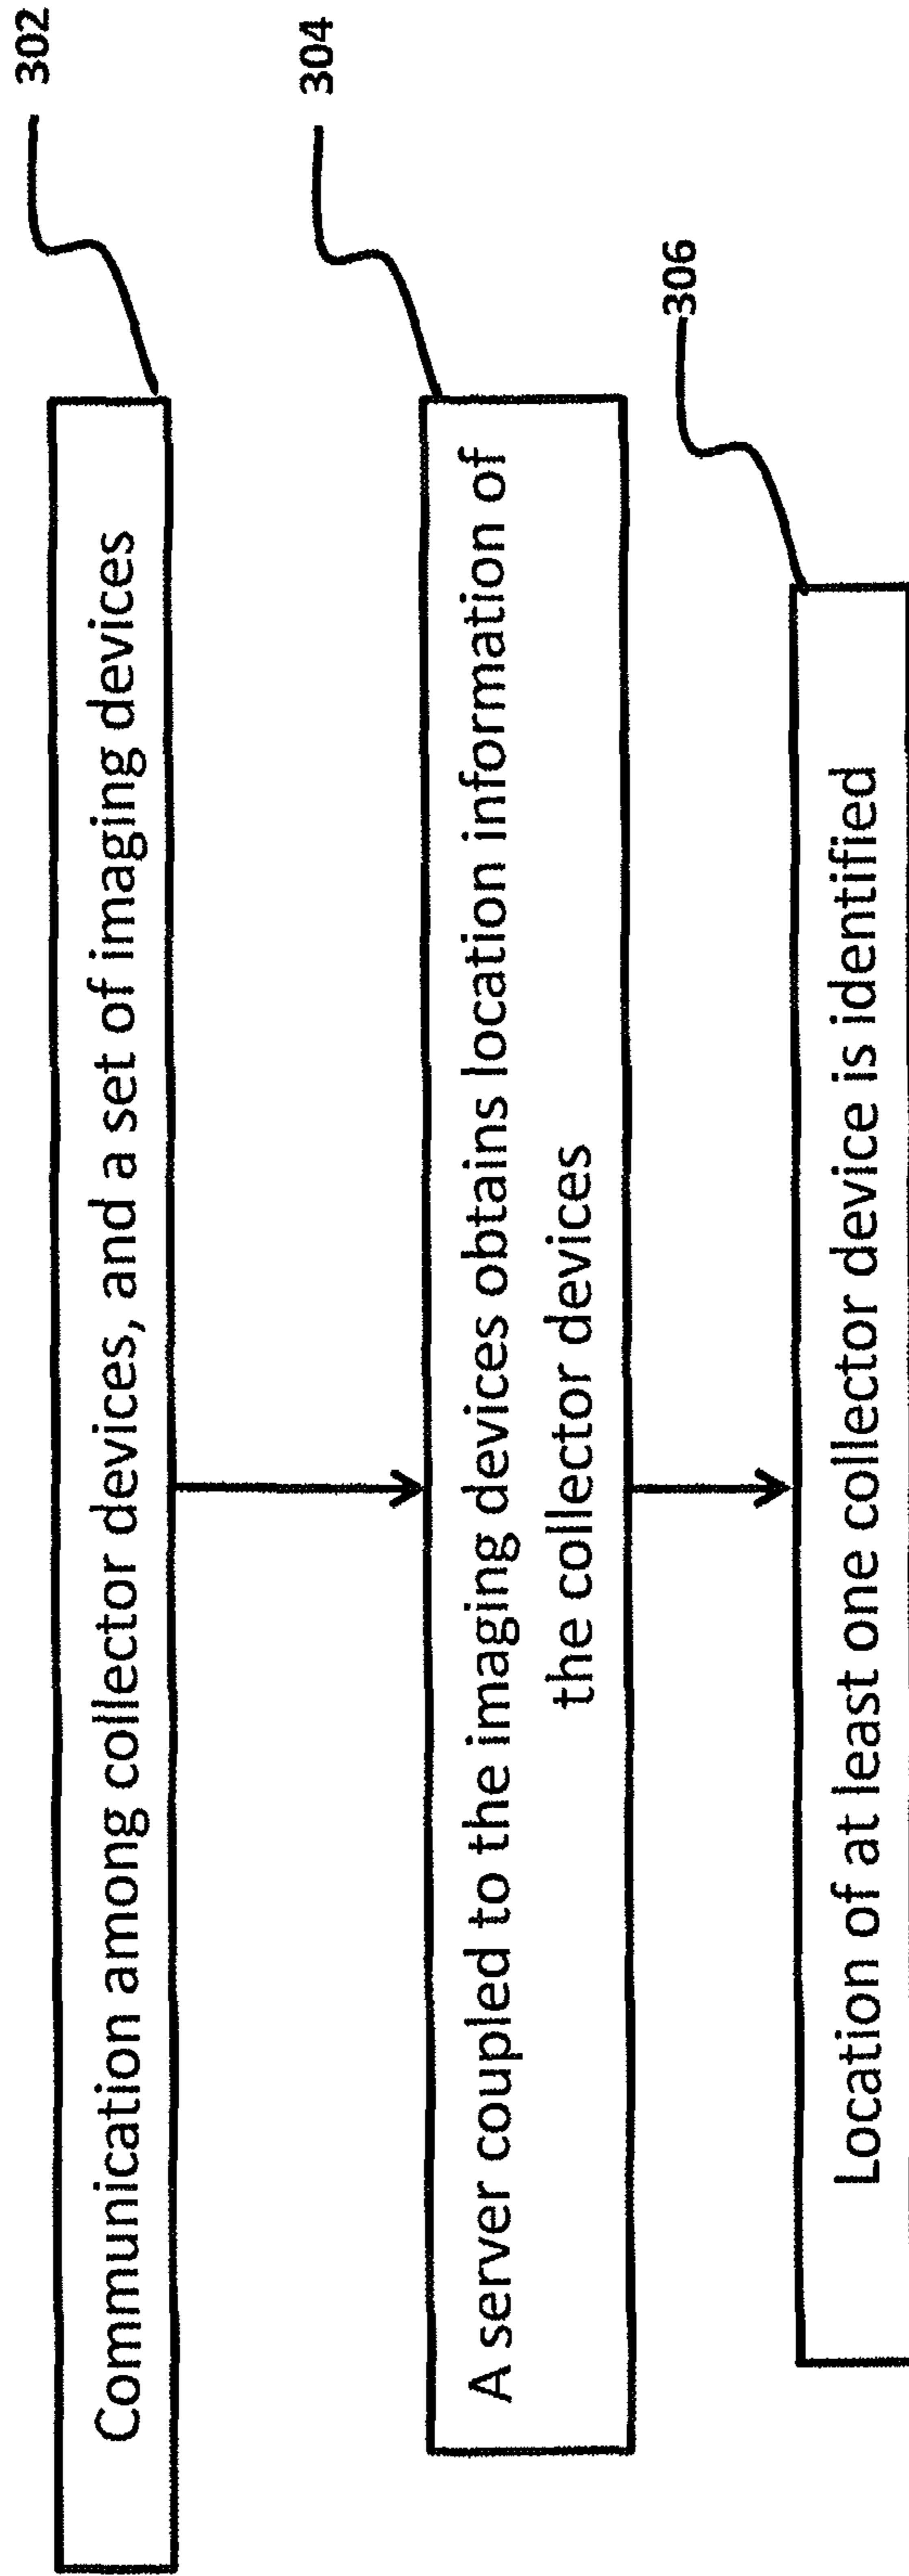 302
Communication among collector devices, and a set of imaging devices
304
A server coupled to the imaging devices obtains location information of
the collector devices
306
Location of at least one collector device is identified